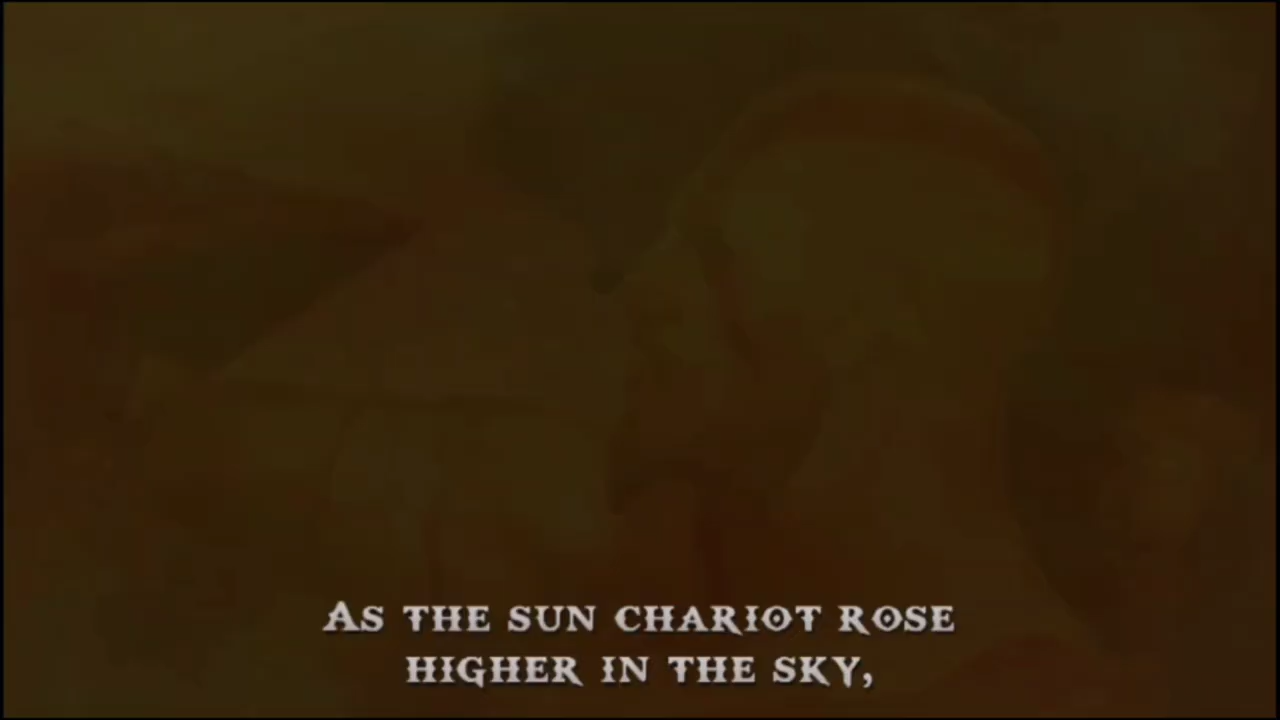 As the sun chariot rose
higher in the sky,